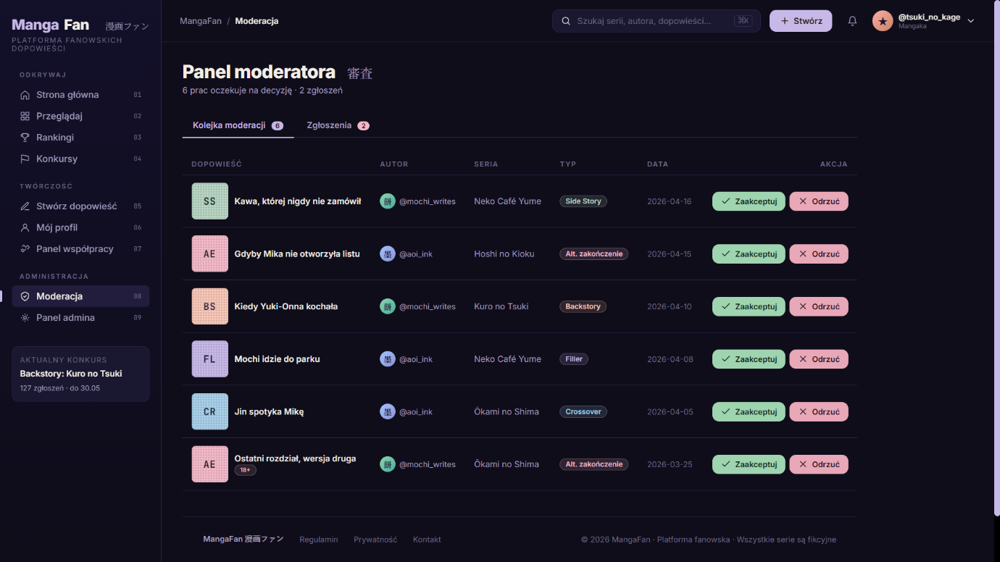 Manga Fan 漫画ファン
PLATFORMA FANOWSKICH
DOPOWIEŚCI
ODKRYWAJ
Strona główna 01
Przeglądaj 02
Rankingi 03
Konkursy 04
TWÓRCZOŚĆ
Stwórz dopowieść 05
Mój profil 06
Panel współpracy 07
ADMINISTRACJA
Moderacja 08
Panel admina 09
AKTUALNY KONKURS
Backstory: Kuro no Tsuki
127 zgłoszeń · do 30.05
MangaFan / Moderacja
Szukaj serii, autora, dopowieści... ⌘K
+ Stwórz
@tsuki_no_kage
Mangaka
Panel moderatora 審査
6 prac oczekuje na decyzję · 2 zgłoszeń
Kolejka moderacji 6 Zgłoszenia 2
DOPOWIEŚĆ AUTOR SERIA TYP DATA AKCJA
SS Kawa, której nigdy nie zamówił 餅 @mochi_writes Neko Café Yume Side Story 2026-04-16 Zaakceptuj Odrzuć
AE Gdyby Mika nie otworzyła listu 墨 @aoi_ink Hoshi no Kioku Alt. zakończenie 2026-04-15 Zaakceptuj Odrzuć
BS Kiedy Yuki-Onna kochała 餅 @mochi_writes Kuro no Tsuki Backstory 2026-04-10 Zaakceptuj Odrzuć
FL Mochi idzie do parku 墨 @aoi_ink Neko Café Yume Filler 2026-04-08 Zaakceptuj Odrzuć
CR Jin spotyka Mikę 墨 @aoi_ink Ōkami no Shima Crossover 2026-04-05 Zaakceptuj Odrzuć
AE Ostatni rozdział, wersja druga 餅 @mochi_writes Ōkami no Shima Alt. zakończenie 2026-03-25 Zaakceptuj Odrzuć
18+
MangaFan 漫画ファン Regulamin Prywatność Kontakt © 2026 MangaFan · Platforma fanowska · Wszystkie serie są fikcyjne